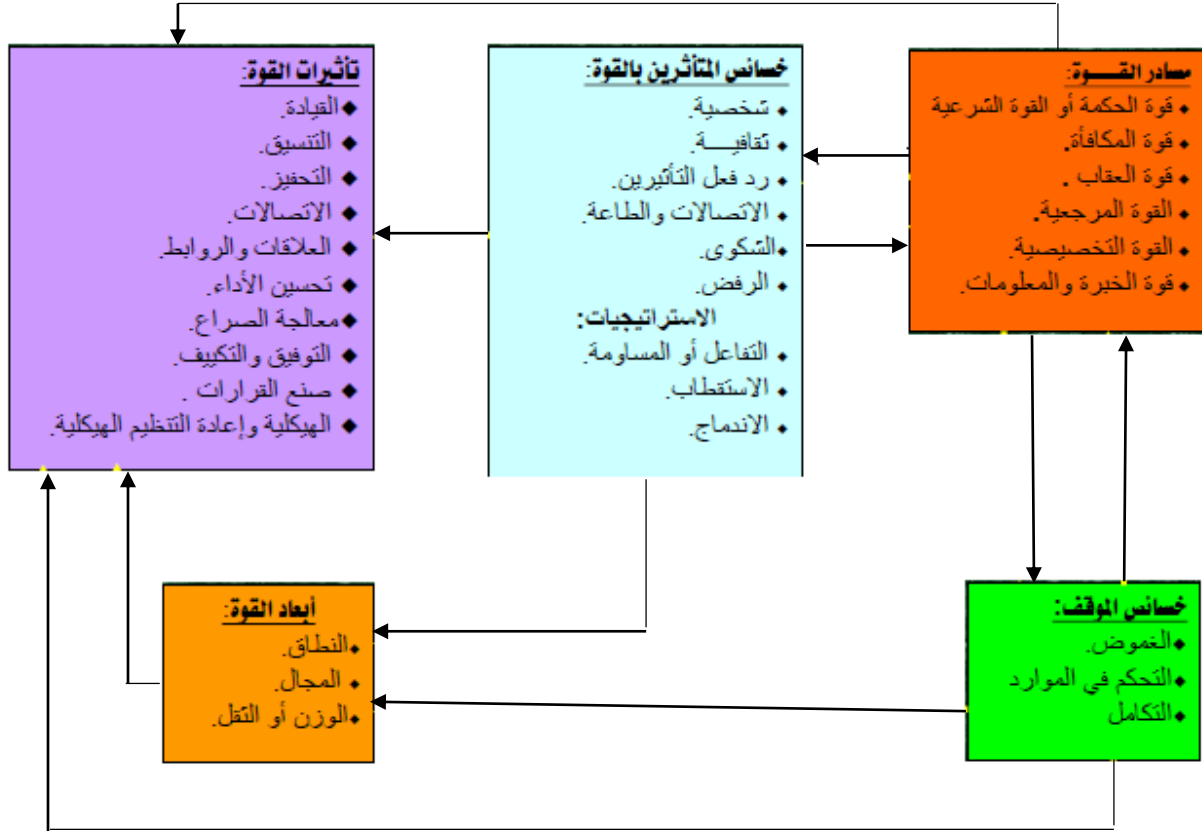 مصادر القــــوة:
♦ قوة الحكمة أو القوة الشرعية
♦ قوة المكافأة.
♦ قوة العقاب .
♦ القوة المرجعية.
♦ القوة التخصيصية.
♦ قوة الخبرة والمعلومات.
خصائص المتأثرين بالقوة:
♦ شخصية.
♦ ثقافيـــة.
♦ رد فعل التأثيرين.
♦ الاتصالات والطاعة.
♦الشكوى.
♦ الرفض.
الاستراتيجيات:
♦ التفاعل أو المساومة.
♦ الاستقطاب.
♦ الاندماج.
تأثيرات القوة:
♦القيادة.
♦ التنسيق.
♦ التحفيز.
♦ الاتصالات.
♦ العلاقات والروابط.
♦ تحسين الأداء.
♦معالجة الصراع.
♦ التوفيق والتكييف.
♦ صنع القرارات .
♦ الهيكلية وإعادة التنظيم الهيكلية.
خصائص الموقف:
♦الغموض.
♦التحكم في الموارد
♦التكامل
أبعاد القوة:
♦النطاق.
♦ المجال.
♦الوزن أو الثقل.